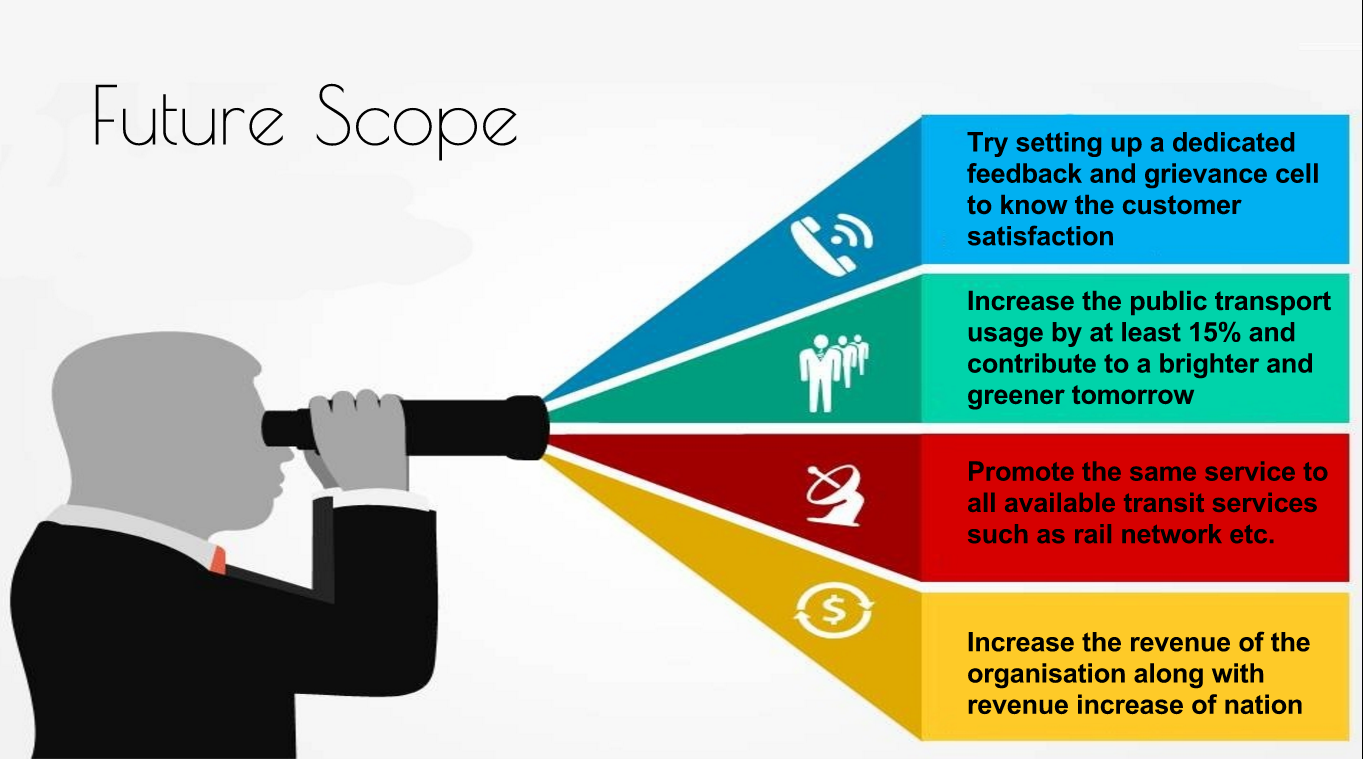 Future Scope
Try setting up a dedicated
feedback and grievance cell
to know the customer
satisfaction
Increase the public transport
usage by at least 15% and
contribute to a brighter and
greener tomorrow
Promote the same service to
all available transit services
such as rail network etc.
$
Increase the revenue of the
organisation along with
revenue increase of nation